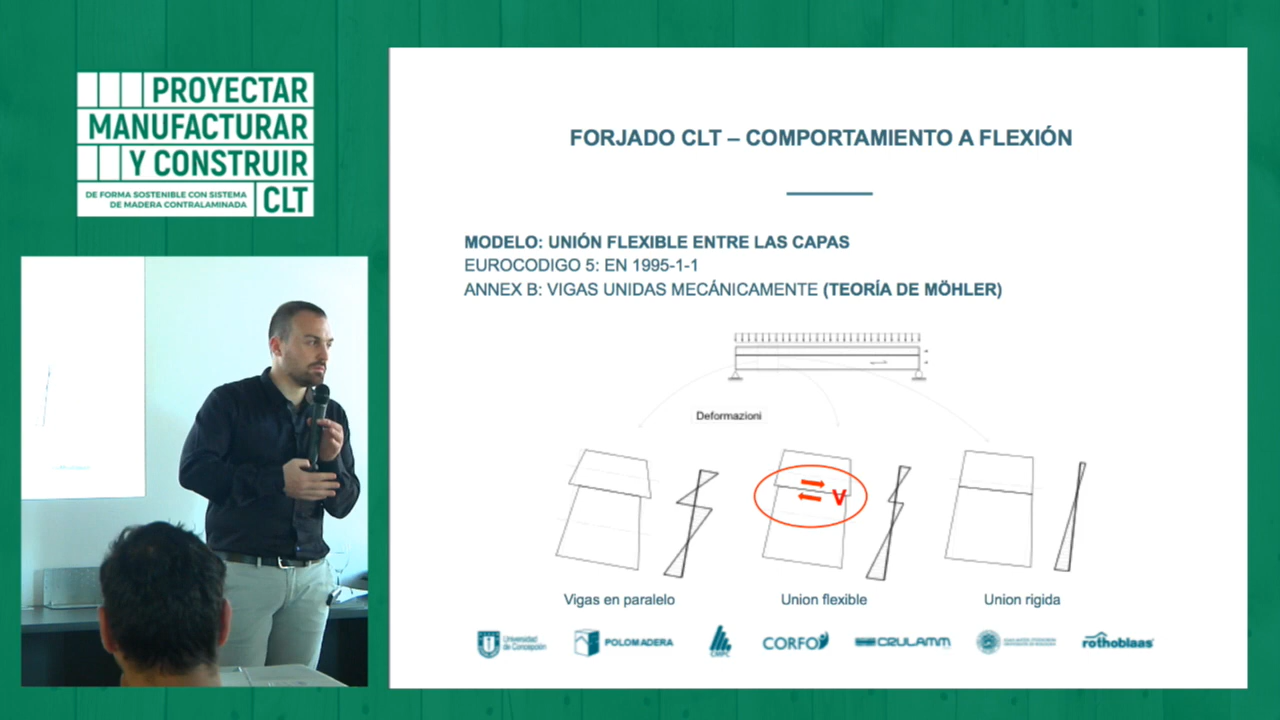 PROYECTAR
MANUFACTURAR
Y CONSTRUIR
DE FORMA SOSTENIBLE CON SISTEMA
DE MADERA CONTRALAMINADA
CLT
FORJADO CLT – COMPORTAMIENTO A FLEXIÓN
MODELO: UNIÓN FLEXIBLE ENTRE LAS CAPAS
EUROCODIGO 5: EN 1995-1-1
ANNEX B: VIGAS UNIDAS MECÁNICAMENTE (TEORÍA DE MÖHLER)
Deformazioni
V
Vigas en paralelo
Union flexible
Union rigida
Universidad
de Concepción
POLOMADERA
CMPC
CORFO
CRULAMM
rothoblaas